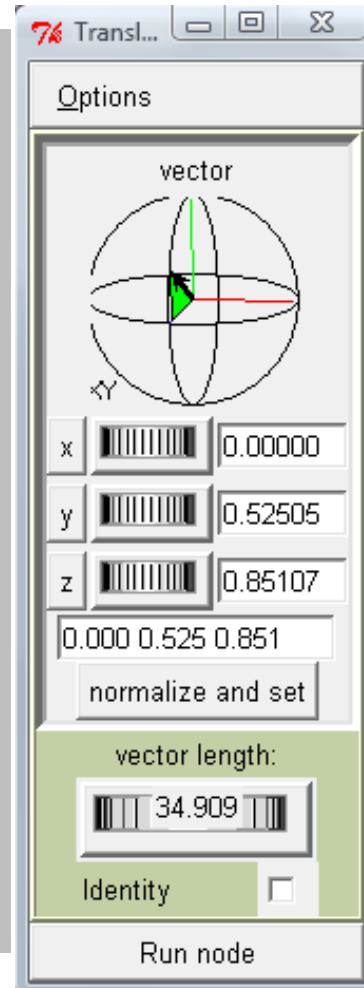 Transl...
Options
vector
XY
x 0.00000
y 0.52505
z 0.85107
0.000 0.525 0.851
normalize and set
vector length:
34.909
Identity
Run node